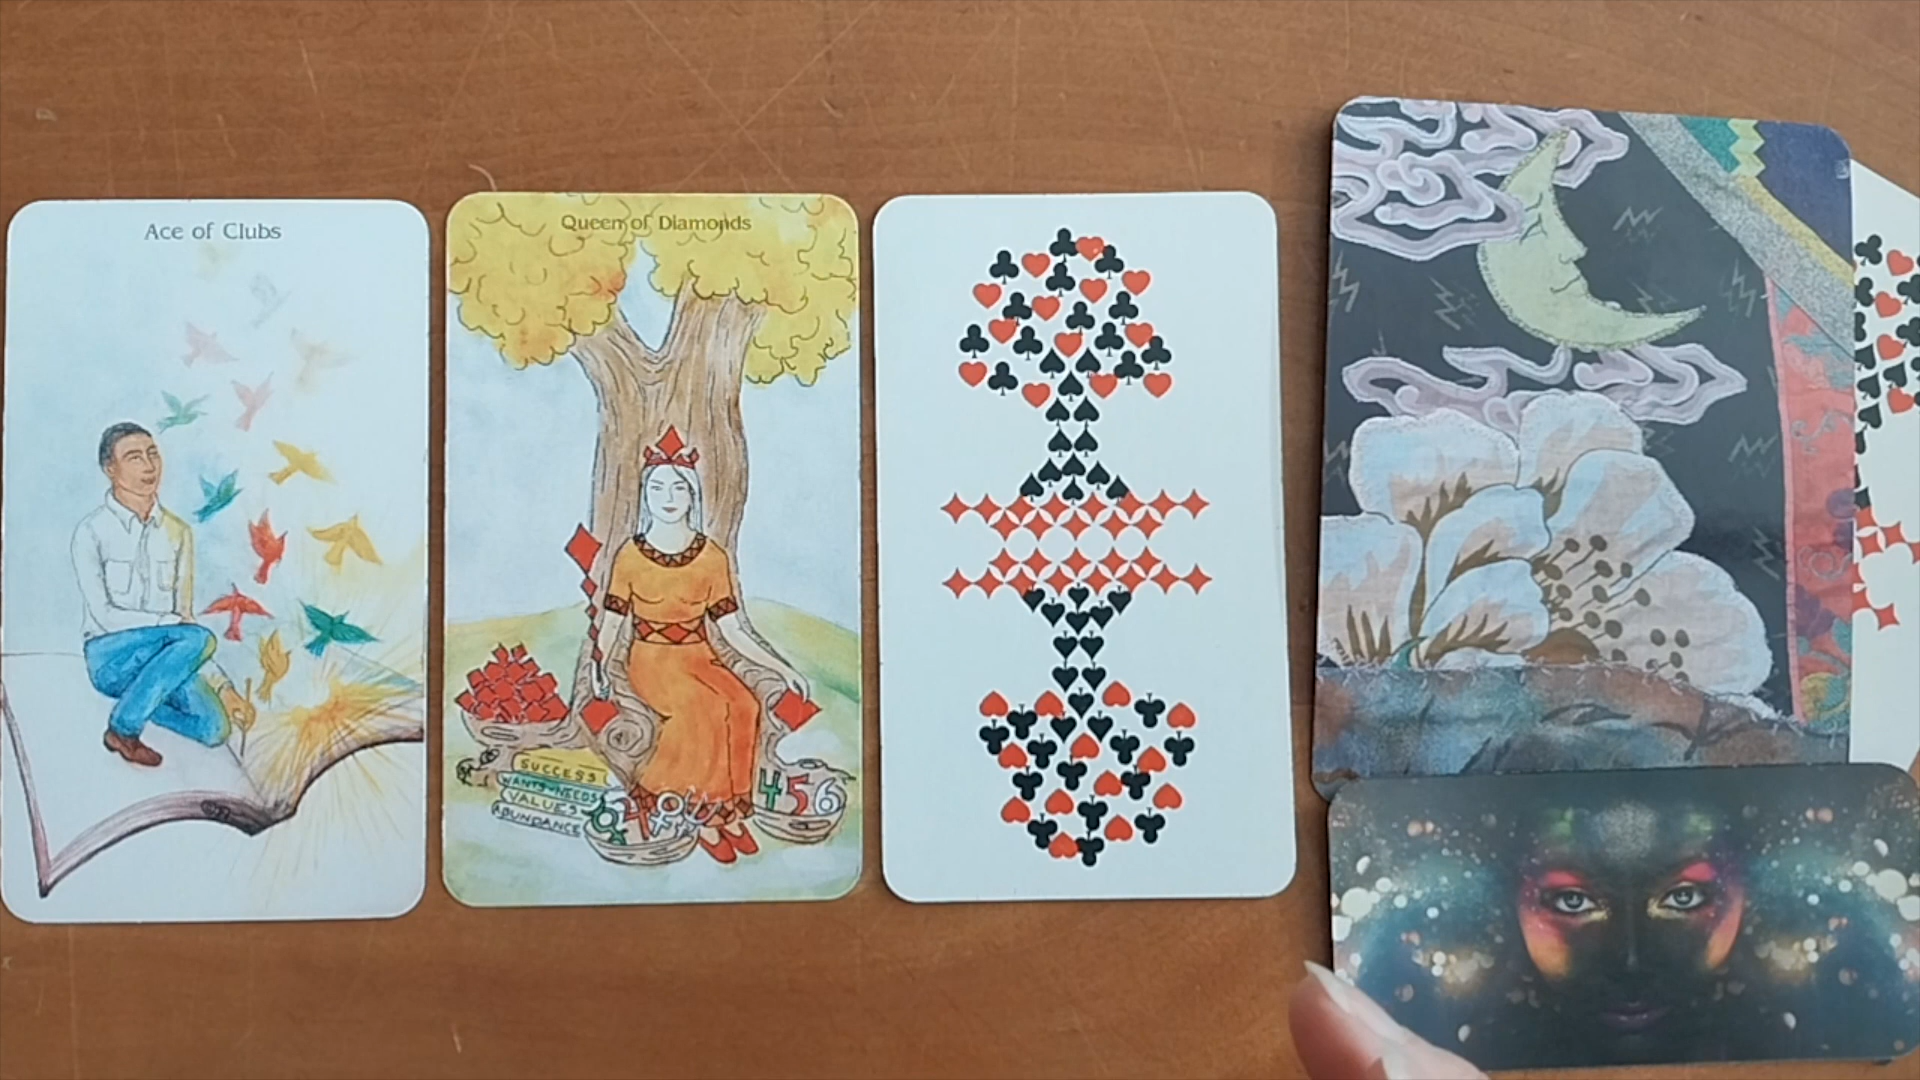 Ace of Clubs
Queen of Diamonds
SUCCESS
WANTS-NEEDS
VALUES
ABUNDANCE
456